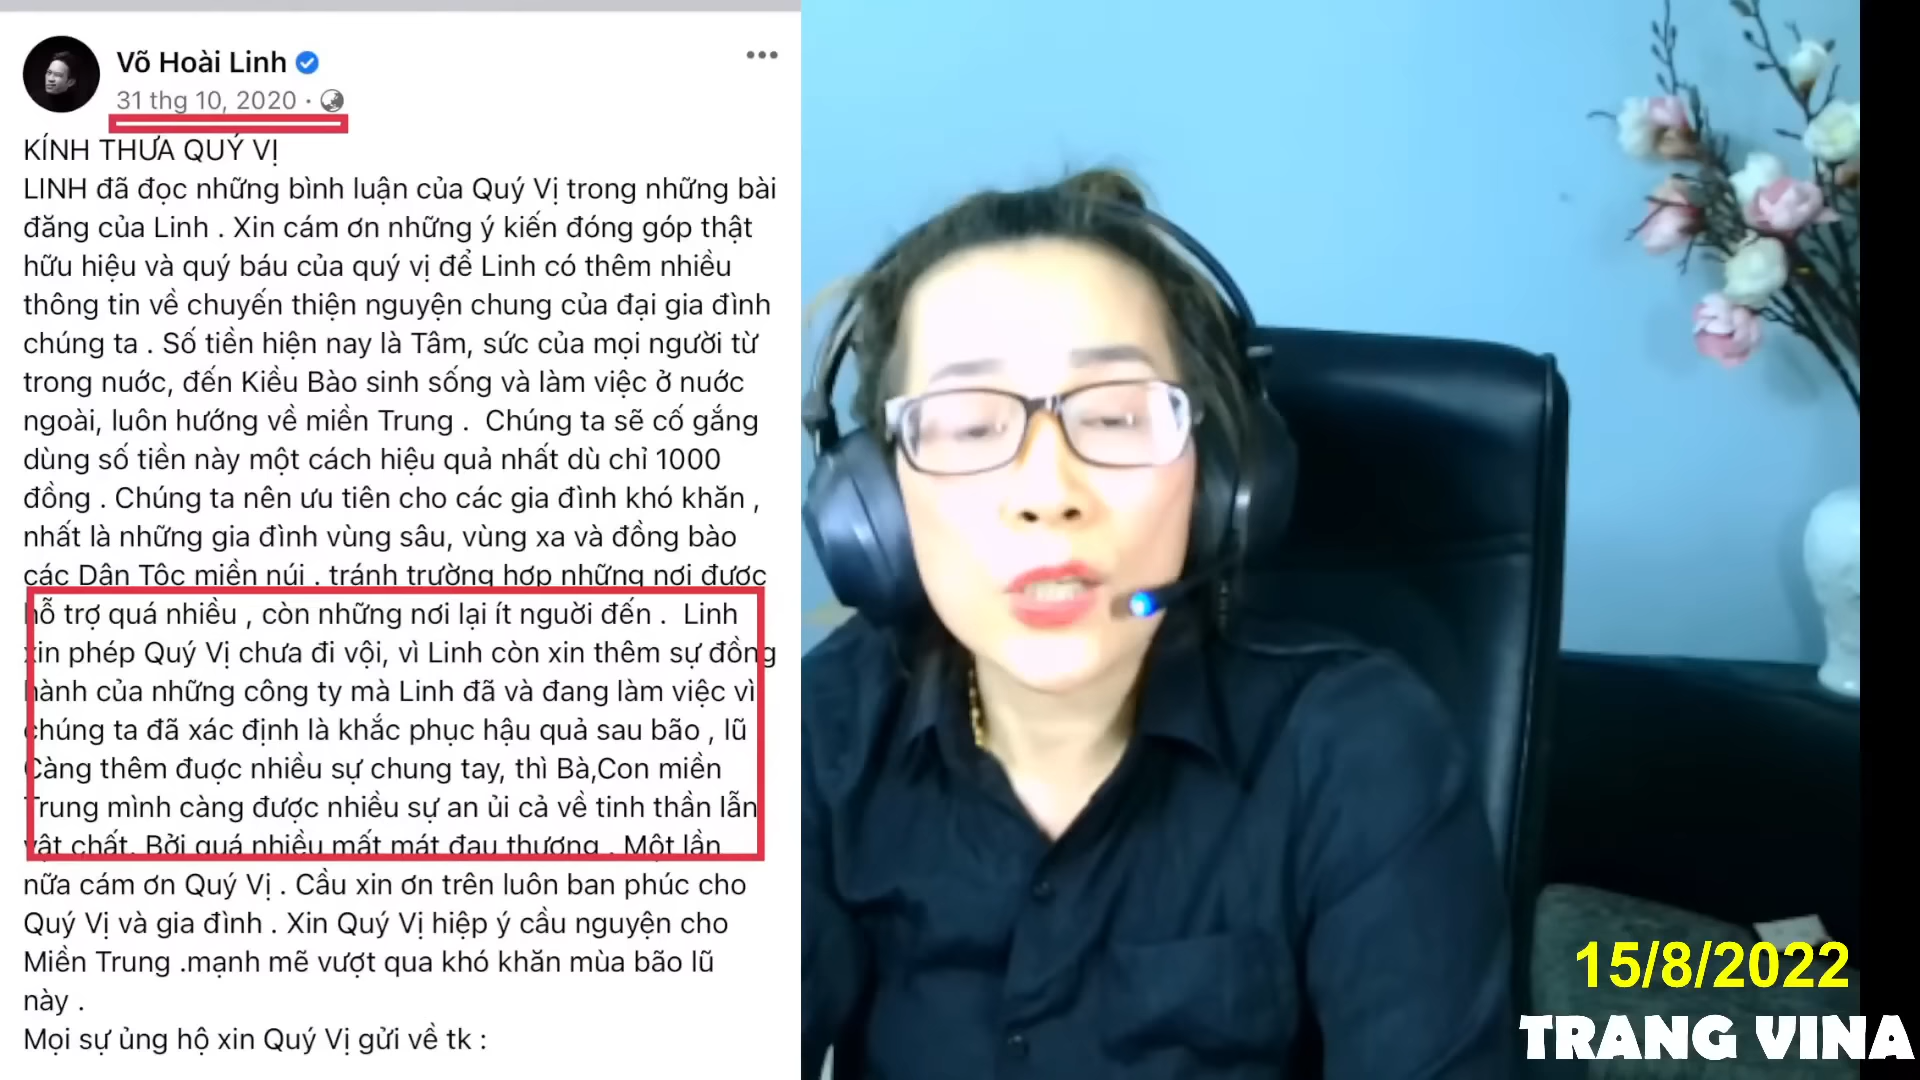 Võ Hoài Linh
31 thg 10, 2020 ·
KÍNH THƯA QUÝ VỊ
LINH đã đọc những bình luận của Quý Vị trong những bài
đăng của Linh . Xin cám ơn những ý kiến đóng góp thật
hữu hiệu và quý báu của quý vị để Linh có thêm nhiều
thông tin về chuyến thiện nguyện chung của đại gia đình
chúng ta . Số tiền hiện nay là Tâm, sức của mọi người từ
trong nước, đến Kiều Bào sinh sống và làm việc ở nước
ngoài, luôn hướng về miền Trung .  Chúng ta sẽ cố gắng
dùng số tiền này một cách hiệu quả nhất dù chỉ 1000
đồng . Chúng ta nên ưu tiên cho các gia đình khó khăn ,
nhất là những gia đình vùng sâu, vùng xa và đồng bào
các Dân Tộc miền núi . tránh trường hợp những nơi được
hỗ trợ quá nhiều , còn những nơi lại ít người đến .  Linh
xin phép Quý Vị chưa đi vội, vì Linh còn xin thêm sự đồng
hành của những công ty mà Linh đã và đang làm việc vì
chúng ta đã xác định là khắc phục hậu quả sau bão , lũ
Càng thêm được nhiều sự chung tay, thì Bà,Con miền
Trung mình càng được nhiều sự an ủi cả về tinh thần lẫn
vật chất. Bởi quá nhiều mất mát đau thương . Một lần
nữa cám ơn Quý Vị . Cầu xin ơn trên luôn ban phúc cho
Quý Vị và gia đình . Xin Quý Vị hiệp ý cầu nguyện cho
Miền Trung .mạnh mẽ vượt qua khó khăn mùa bão lũ
này .
Mọi sự ủng hộ xin Quý Vị gửi về tk :
15/8/2022
TRANG VINA